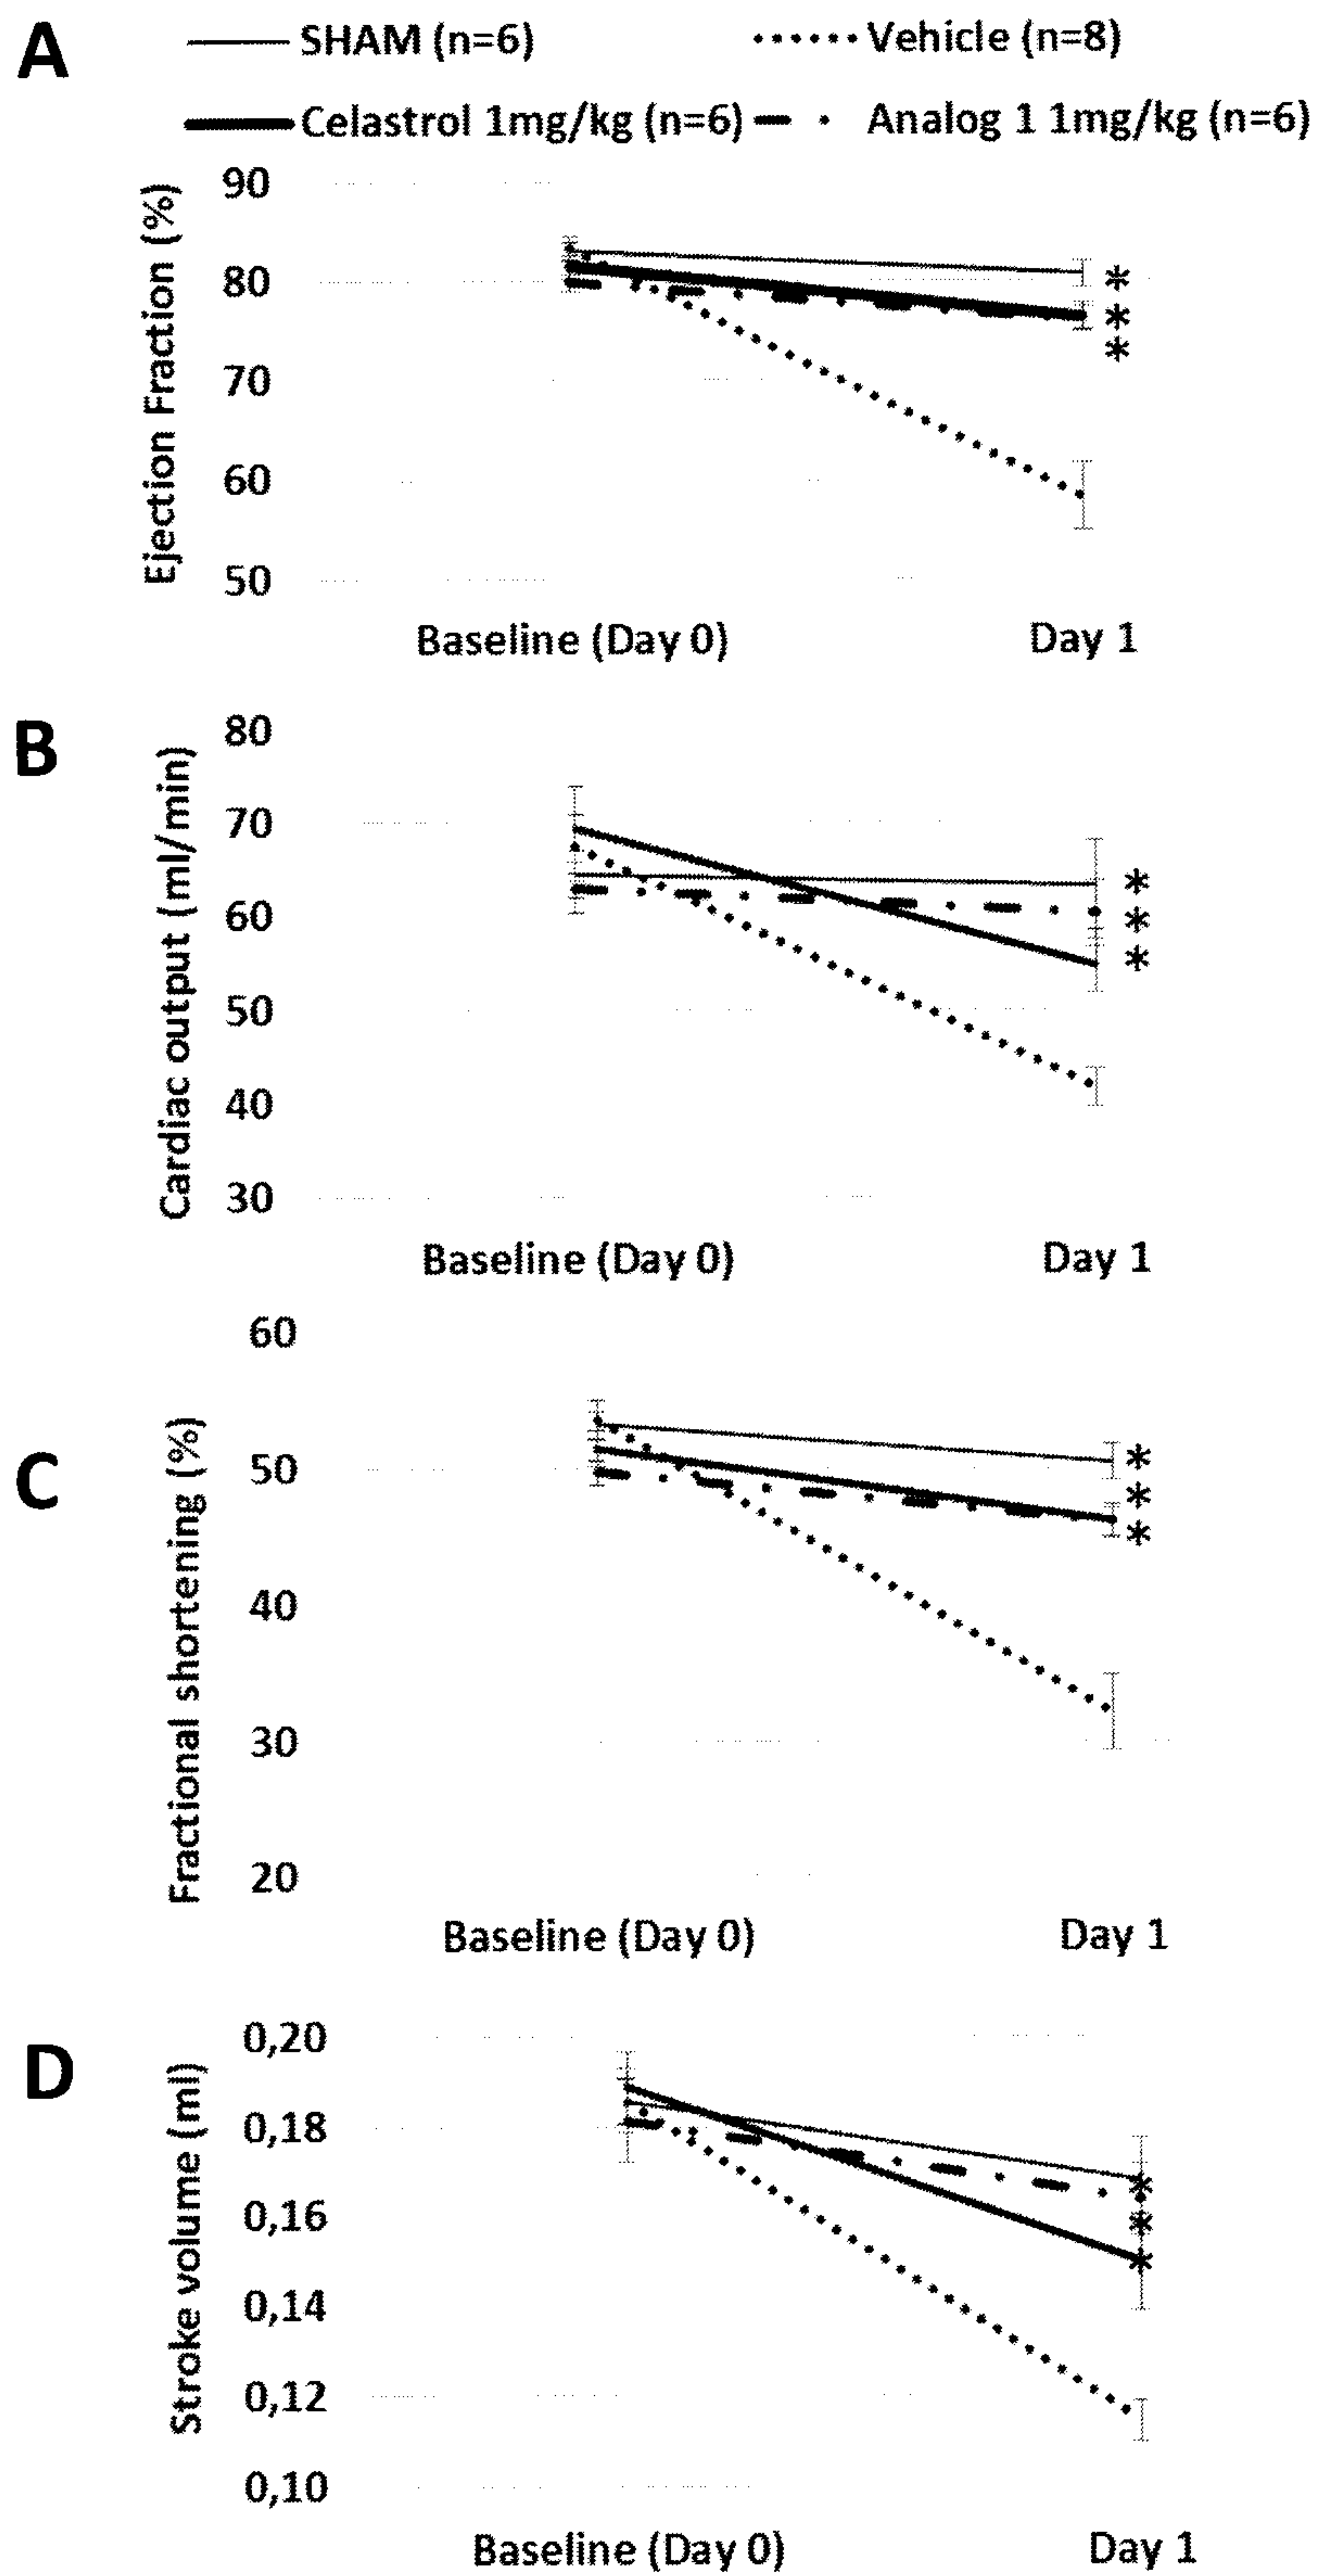 A
SHAM (n=6)
Vehicle (n=8)
Celastrol 1mg/kg (n=6)
Analog 1 1mg/kg (n=6)
Ejection Fraction (%)
90
80
70
60
50
*
*
*
Baseline (Day 0)
Day 1
B
Cardiac output (ml/min)
80
70
60
50
40
30
*
*
*
Baseline (Day 0)
Day 1
C
Fractional shortening (%)
60
50
40
30
20
*
*
*
Baseline (Day 0)
Day 1
D
Stroke volume (ml)
0,20
0,18
0,16
0,14
0,12
0,10
*
*
*
Baseline (Day 0)
Day 1